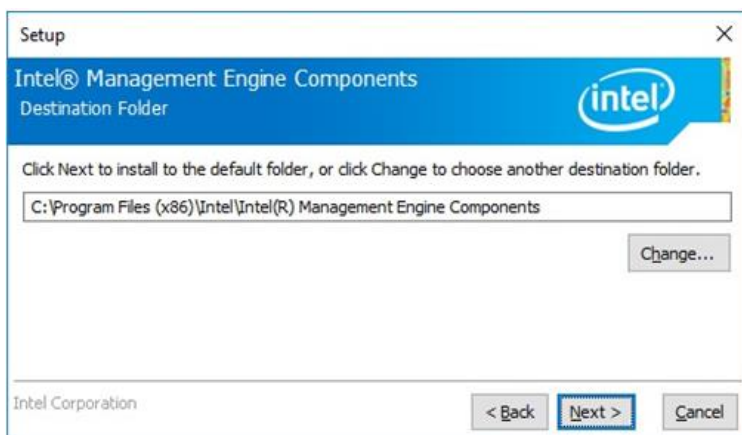 Setup
Intel® Management Engine Components
Destination Folder
intel
Click Next to install to the default folder, or click Change to choose another destination folder.
C:\Program Files (x86)\Intel\Intel(R) Management Engine Components
Change...
Intel Corporation
< Back
Next >
Cancel